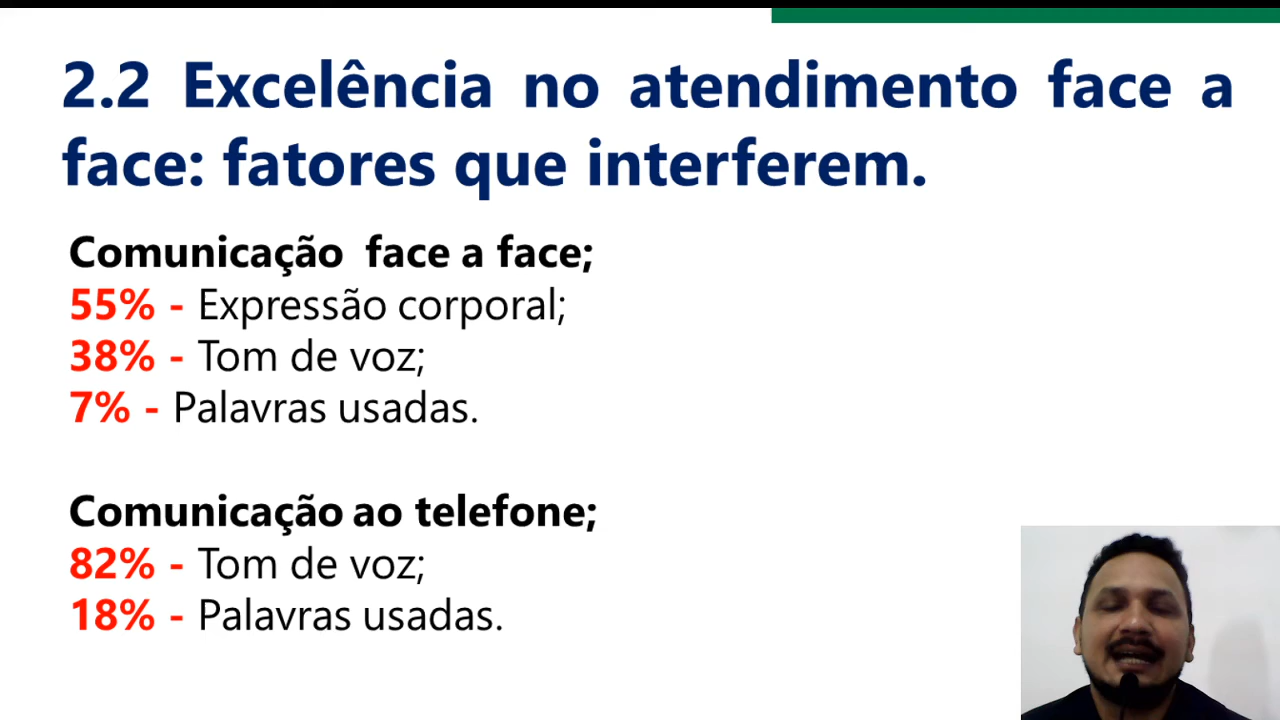 2.2 Excelência no atendimento face a
face: fatores que interferem.
Comunicação face a face;
55% - Expressão corporal;
38% - Tom de voz;
7% - Palavras usadas.
Comunicação ao telefone;
82% - Tom de voz;
18% - Palavras usadas.